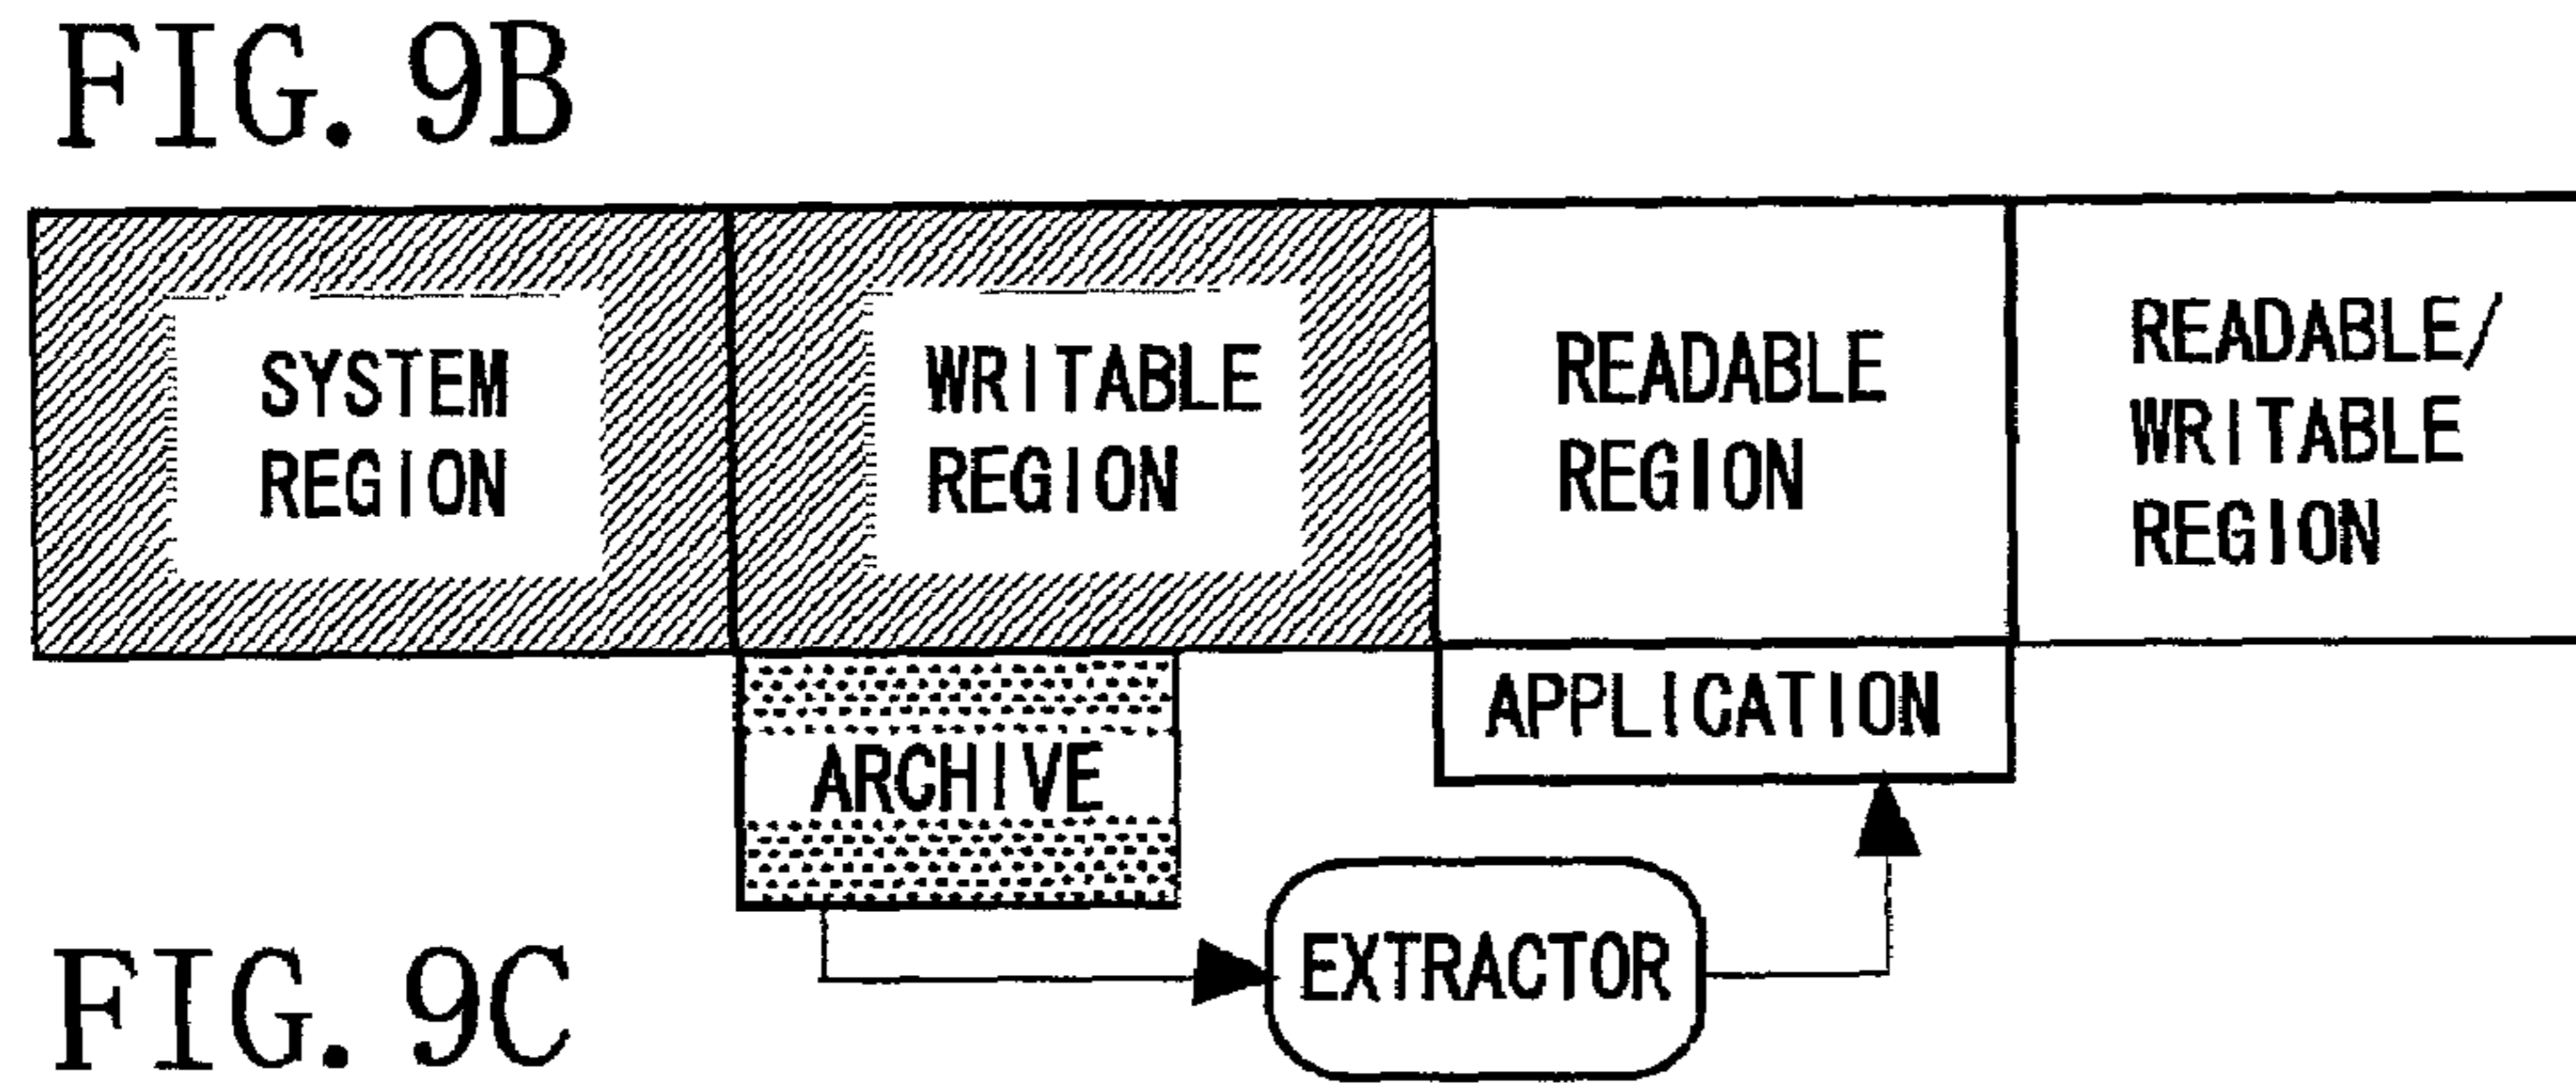 FIG. 9B
SYSTEM
REGION
WRITABLE
REGION
READABLE
REGION
READABLE/
WRITABLE
REGION
APPLICATION
ARCHIVE
EXTRACTOR
FIG. 9C